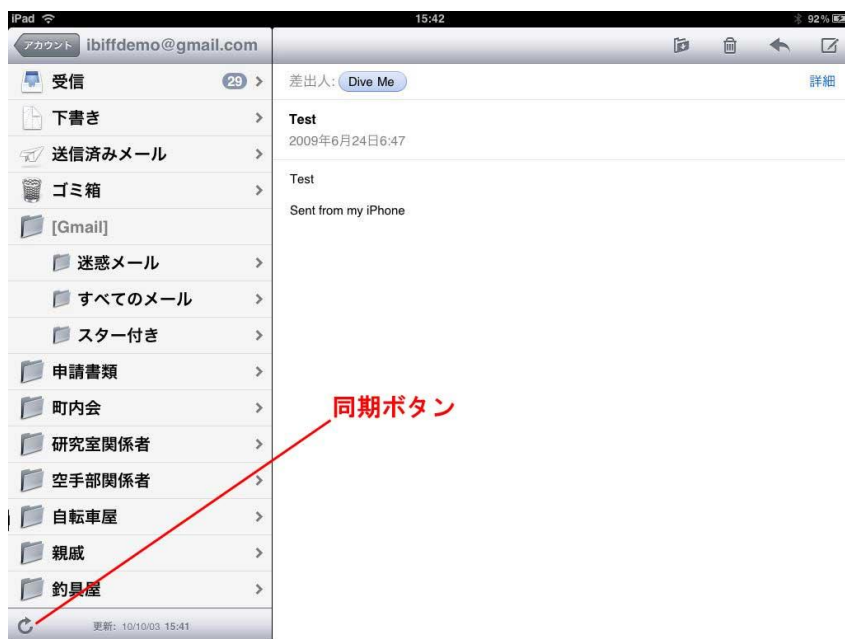 iPad 15:42 92%
アカウント ibiffdemo@gmail.com
受信 29
下書き
送信済みメール
ゴミ箱
[Gmail]
迷惑メール
すべてのメール
スター付き
申請書類
町内会
研究室関係者
空手部関係者
自転車屋
親戚
釣具屋
更新: 10/10/03 15:41
差出人: Dive Me 詳細
Test
2009年6月24日6:47
Test
Sent from my iPhone
同期ボタン